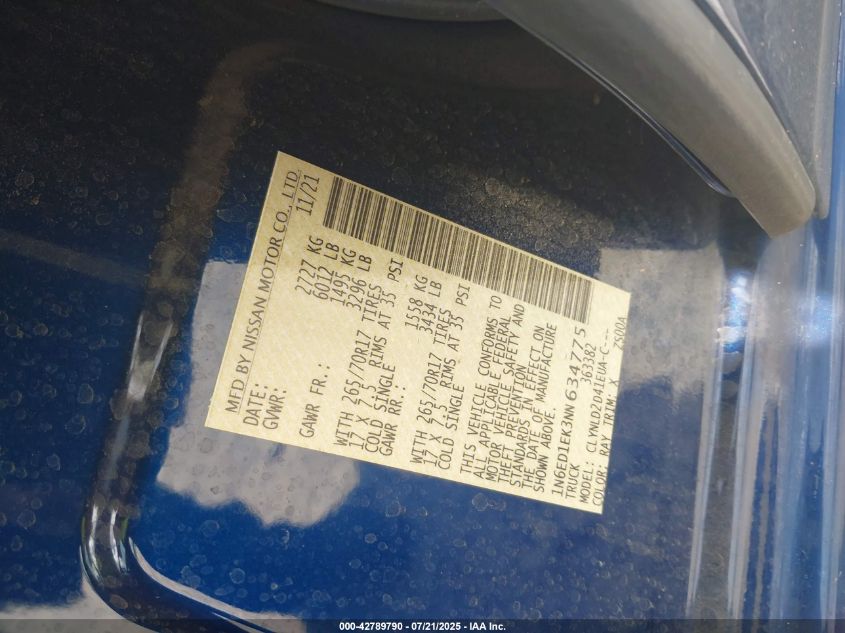 MFD BY NISSAN MOTOR CO., LTD.
DATE: 11/21
GVWR: 2727 KG
6012 LB
GAWR FR.: 1495 KG
3296 LB
WITH 265/70R17 TIRES
17 X 7.5 RIMS AT 35 PSI
COLD SINGLE
GAWR RR.: 1558 KG
3434 LB
WITH 265/70R17 TIRES
17 X 7.5 RIMS AT 35 PSI
COLD SINGLE
THIS VEHICLE CONFORMS TO
ALL APPLICABLE FEDERAL
MOTOR VEHICLE SAFETY AND
THEFT PREVENTION
STANDARDS IN EFFECT ON
THE DATE OF MANUFACTURE
SHOWN ABOVE.
1N6ED1EK3NN634775
TRUCK 363382
MODEL: CLYNLD2D41EUA-C---
COLOR: RAY TRIM: X Z500A
000-42789790 - 07/21/2025 - IAA Inc.